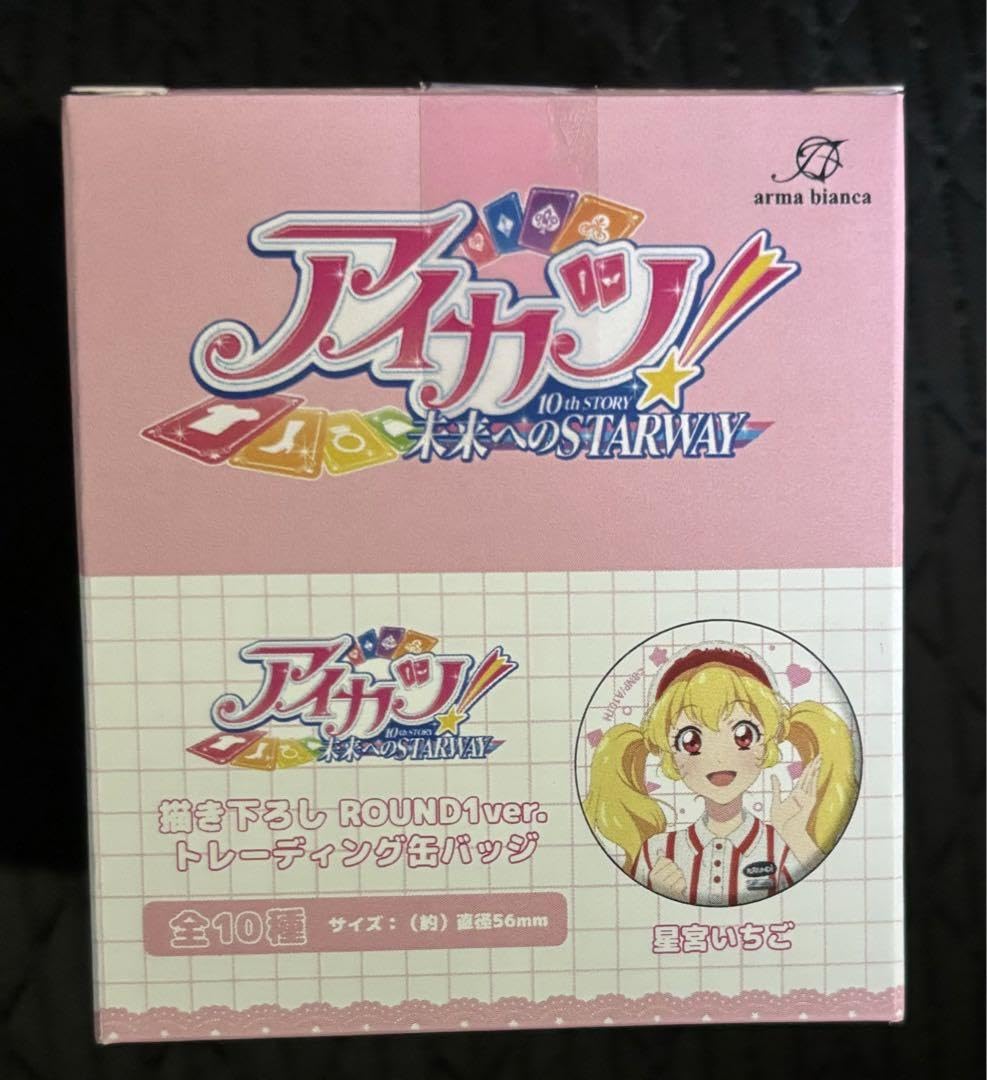 arma bianca
アイカツ!
10th STORY
未来へのSTARWAY
アイカツ!
10th STORY
未来へのSTARWAY
描き下ろし ROUND1ver.
トレーディング缶バッジ
全10種 サイズ：（約）直径56mm
ROUND1
星宮いちご